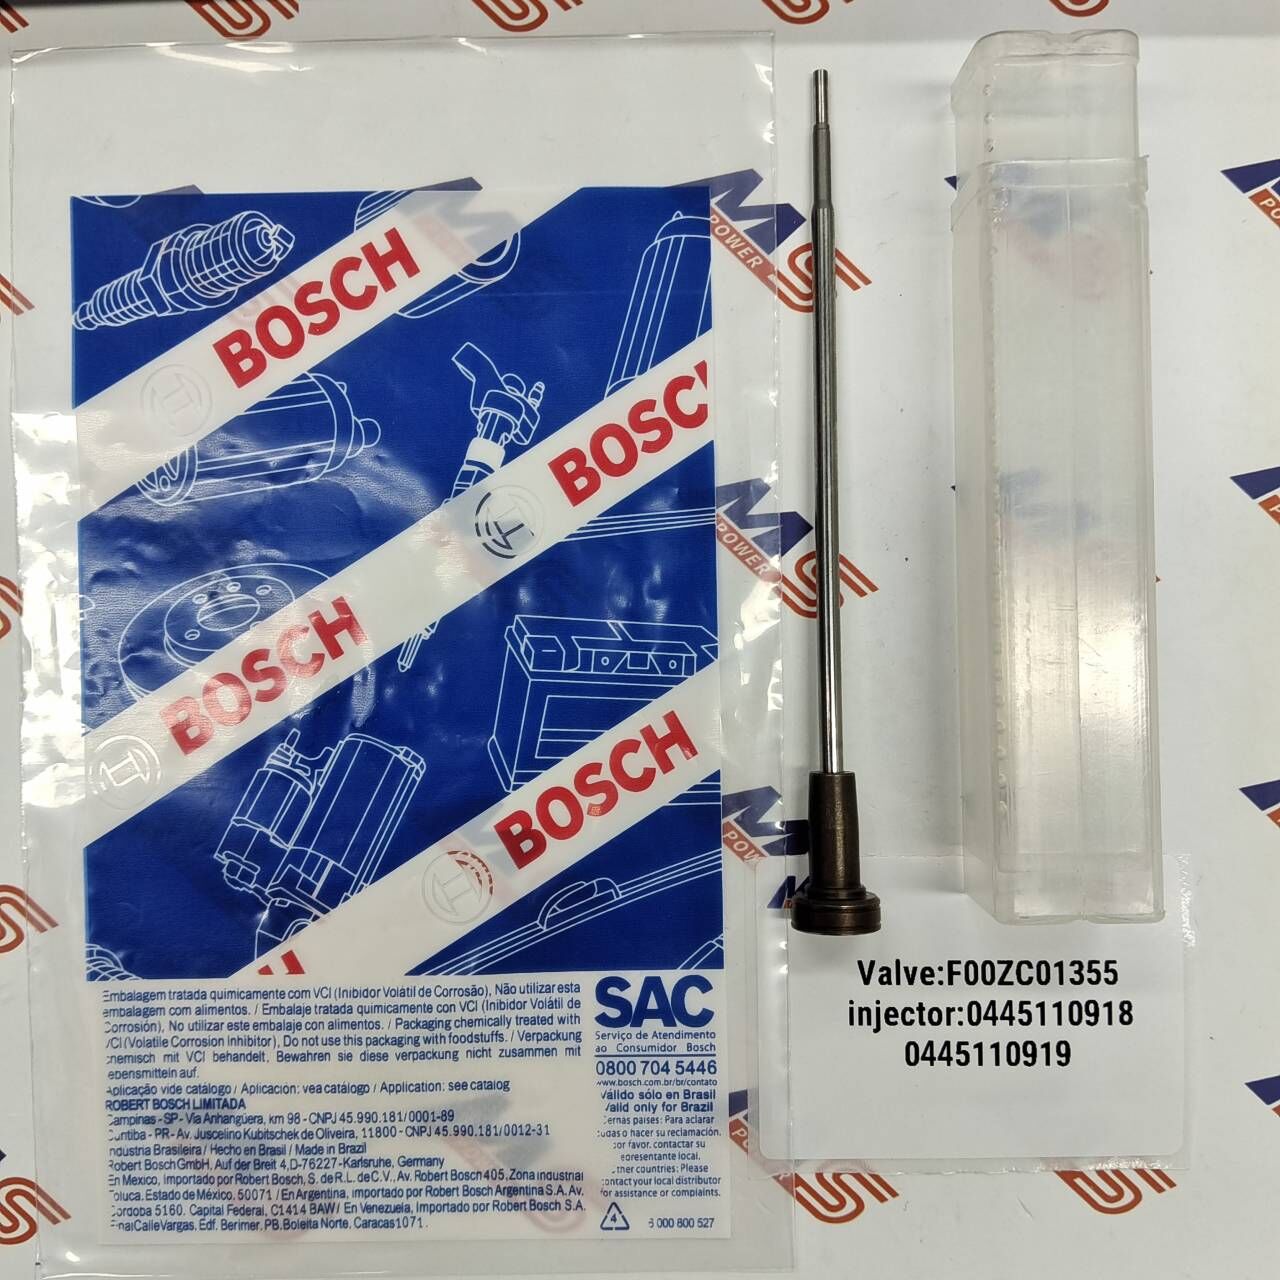 BOSCH
BOSC
BOSCH
BOSCH
MS
POWER
MS
POWER
MS
POWER
Embalagem tratada quimicamente com VCI (Inibidor Volátil de Corrosão), Não utilizar esta
embalagem com alimentos. / Embalaje tratada quimicamente con VCI (Inibidor Volátil de
Corrosión), No utilizar este embalaje con alimentos. / Packaging chemically treated with
VCI (Volatile Corrosion Inhibitor), Do not use this packaging with foodstuffs. / Verpackung
chemisch mit VCI behandelt, Bewahren sie diese verpackung nicht zusammen mit
lebensmitteln auf.
Aplicação vide catálogo / Aplicacion: vea catálogo / Application: see catalog
ROBERT BOSCH LIMITADA
Campinas - SP - Via Anhangüera, km 98 - CNPJ 45.990.181/0001-89
Curitiba - PR - Av. Juscelino Kubitschek de Oliveira, 11800 - CNPJ 45.990.181/0012-31
Indústria Brasileira / Hecho en Brasil / Made in Brazil
Robert Bosch GmbH, Auf der Breit 4, D-76227-Karlsruhe, Germany
En Mexico, importado por Robert Bosch, S. de R.L. de C.V., Av. Robert Bosch 405, Zona Industrial
Toluca, Estado de México, 50071 / En Argentina, importado por Robert Bosch Argentina S.A. Av.
Cordoba 5160, Capital Federal, C1414 BAW / En Venezuela, Importado por Robert Bosch S.A.
Final Calle Vargas, Edf. Berimer, PB, Boleita Norte, Caracas 1071.
SAC
Serviço de Atendimento
ao Consumidor Bosch
0800 704 5446
www.bosch.com.br/br/contato
Válido sólo en Brasil
Valid only for Brazil
países: Para aclarar
o hacer su reclamación,
por favor, contactar su
representante local.
other countries: Please
contact your local distributor
for assistance or complaints.
4
6 000 800 527
Valve:F00ZC01355
injector:0445110918
0445110919